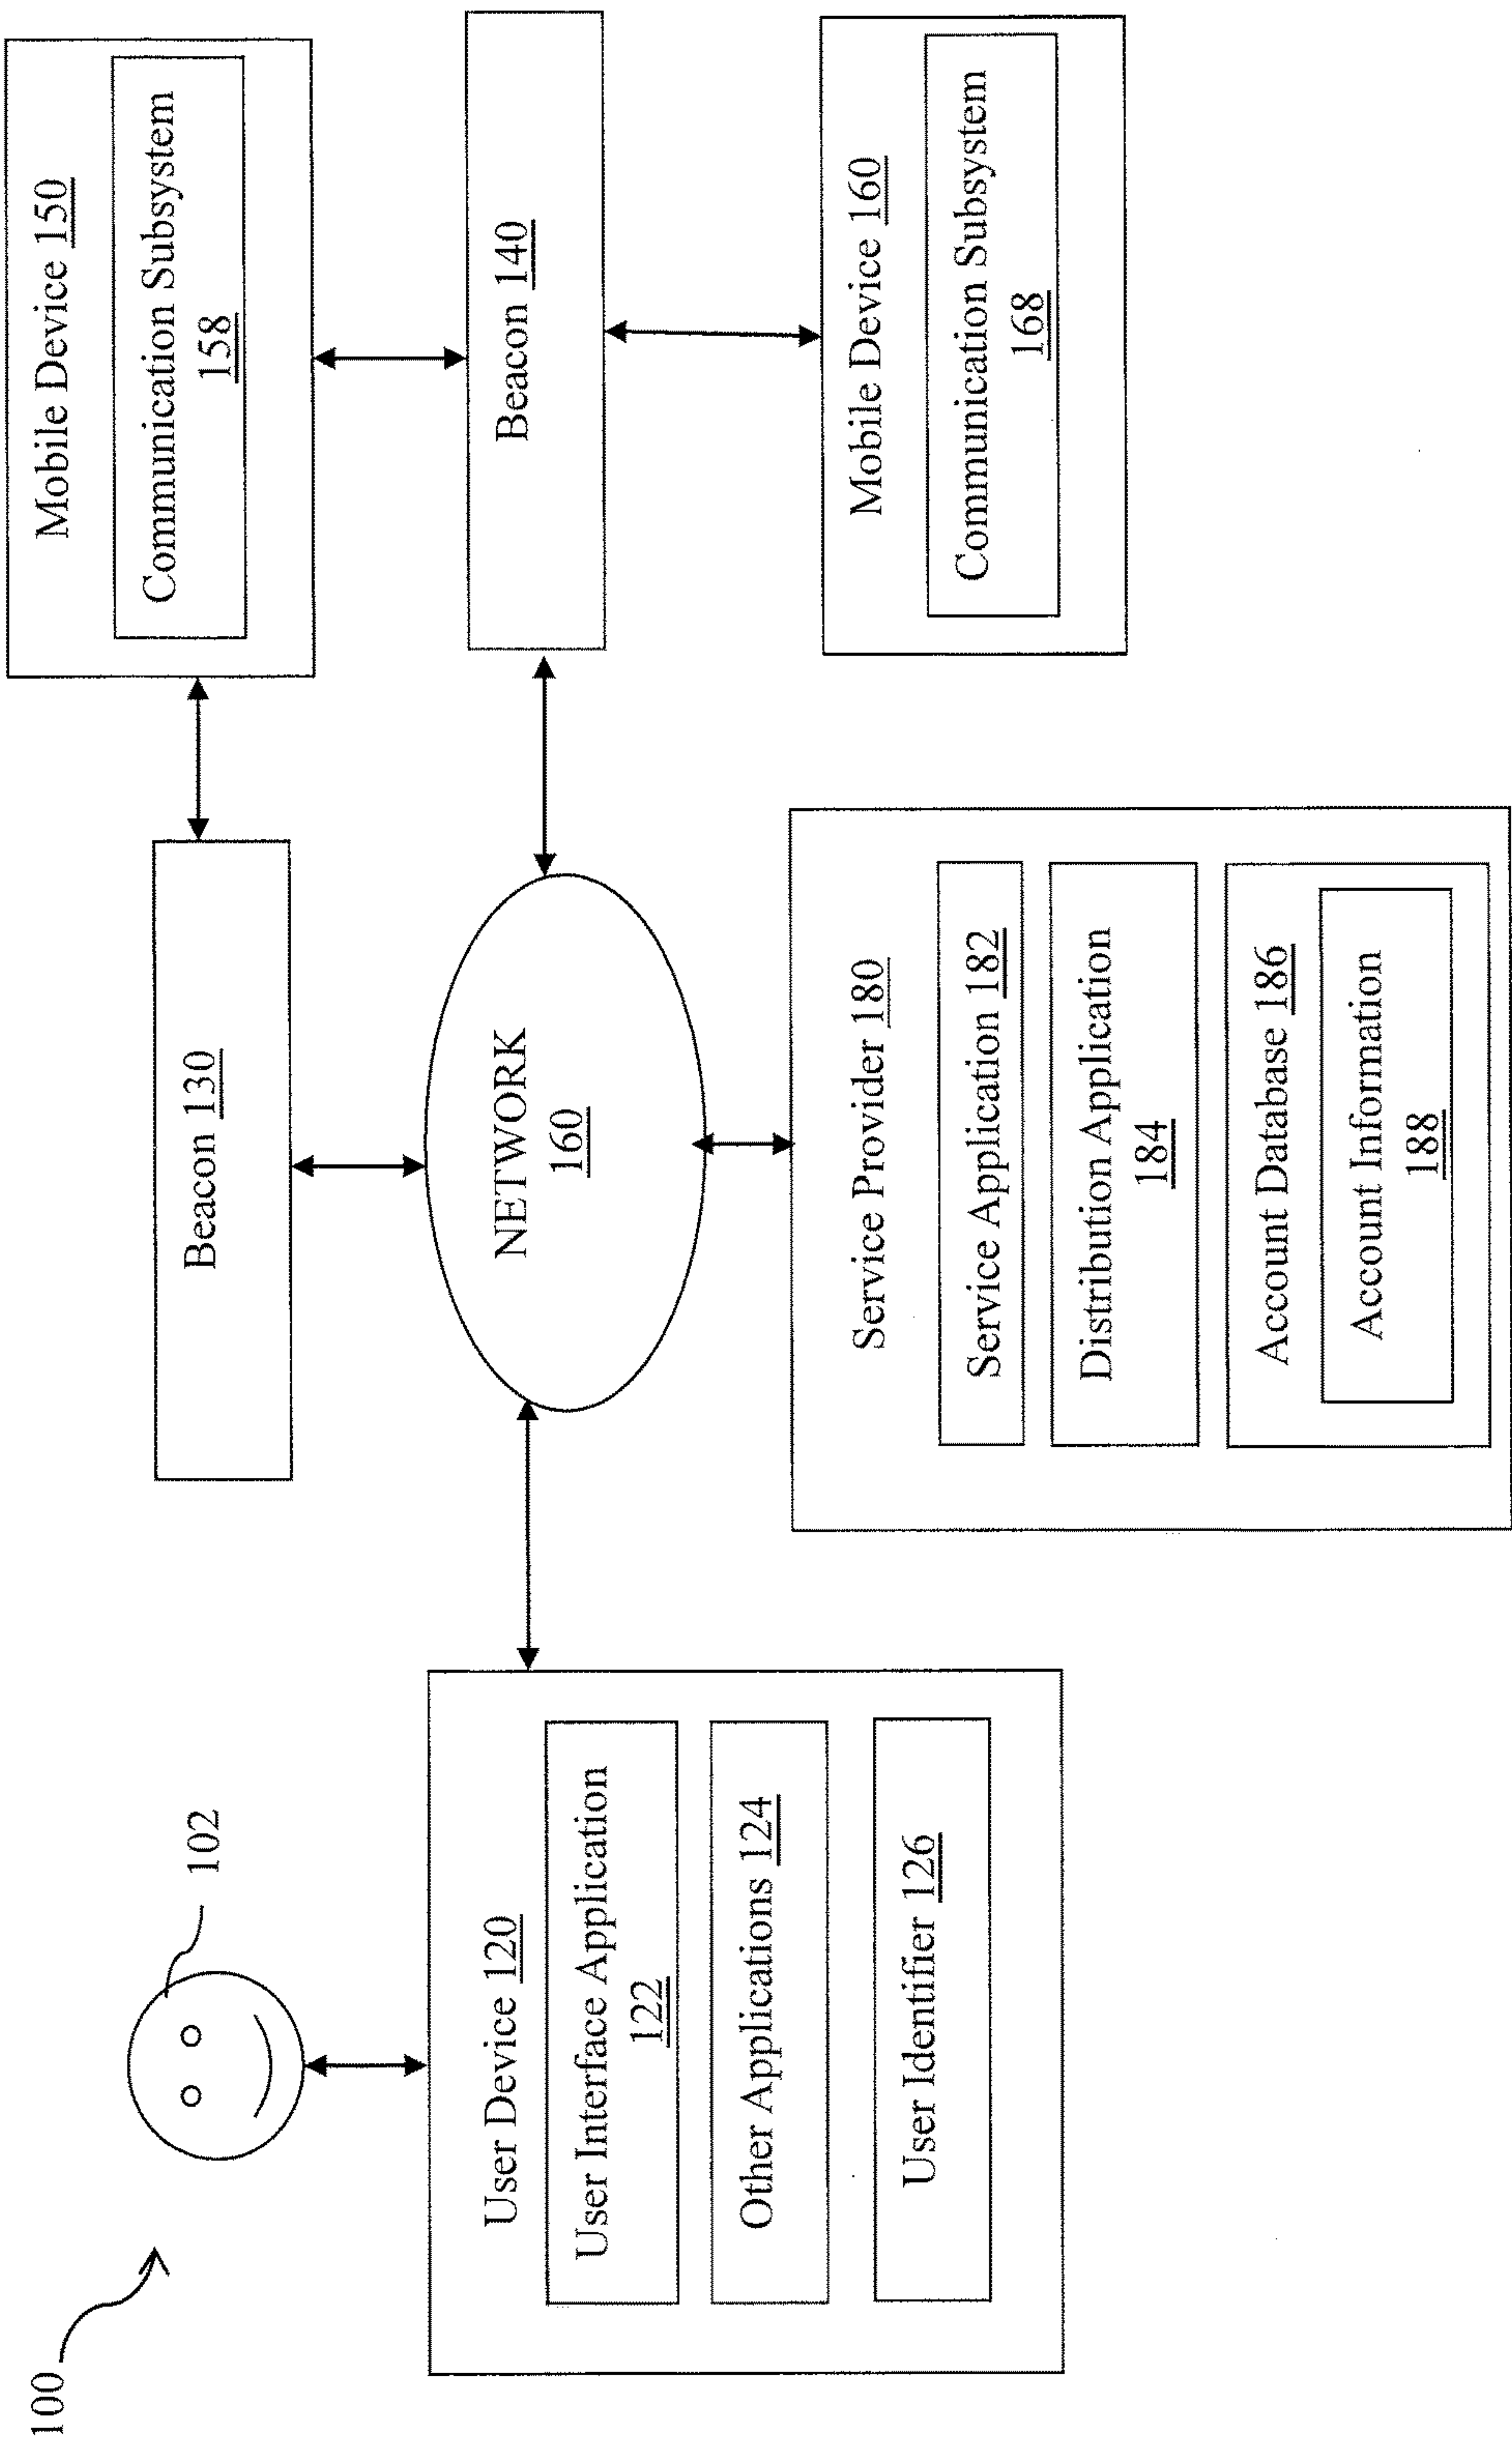 100
102
User Device 120
User Interface Application
122
Other Applications 124
User Identifier 126
Beacon 130
NETWORK
160
Service Provider 180
Service Application 182
Distribution Application
184
Account Database 186
Account Information
188
Mobile Device 150
Communication Subsystem
158
Beacon 140
Mobile Device 160
Communication Subsystem
168